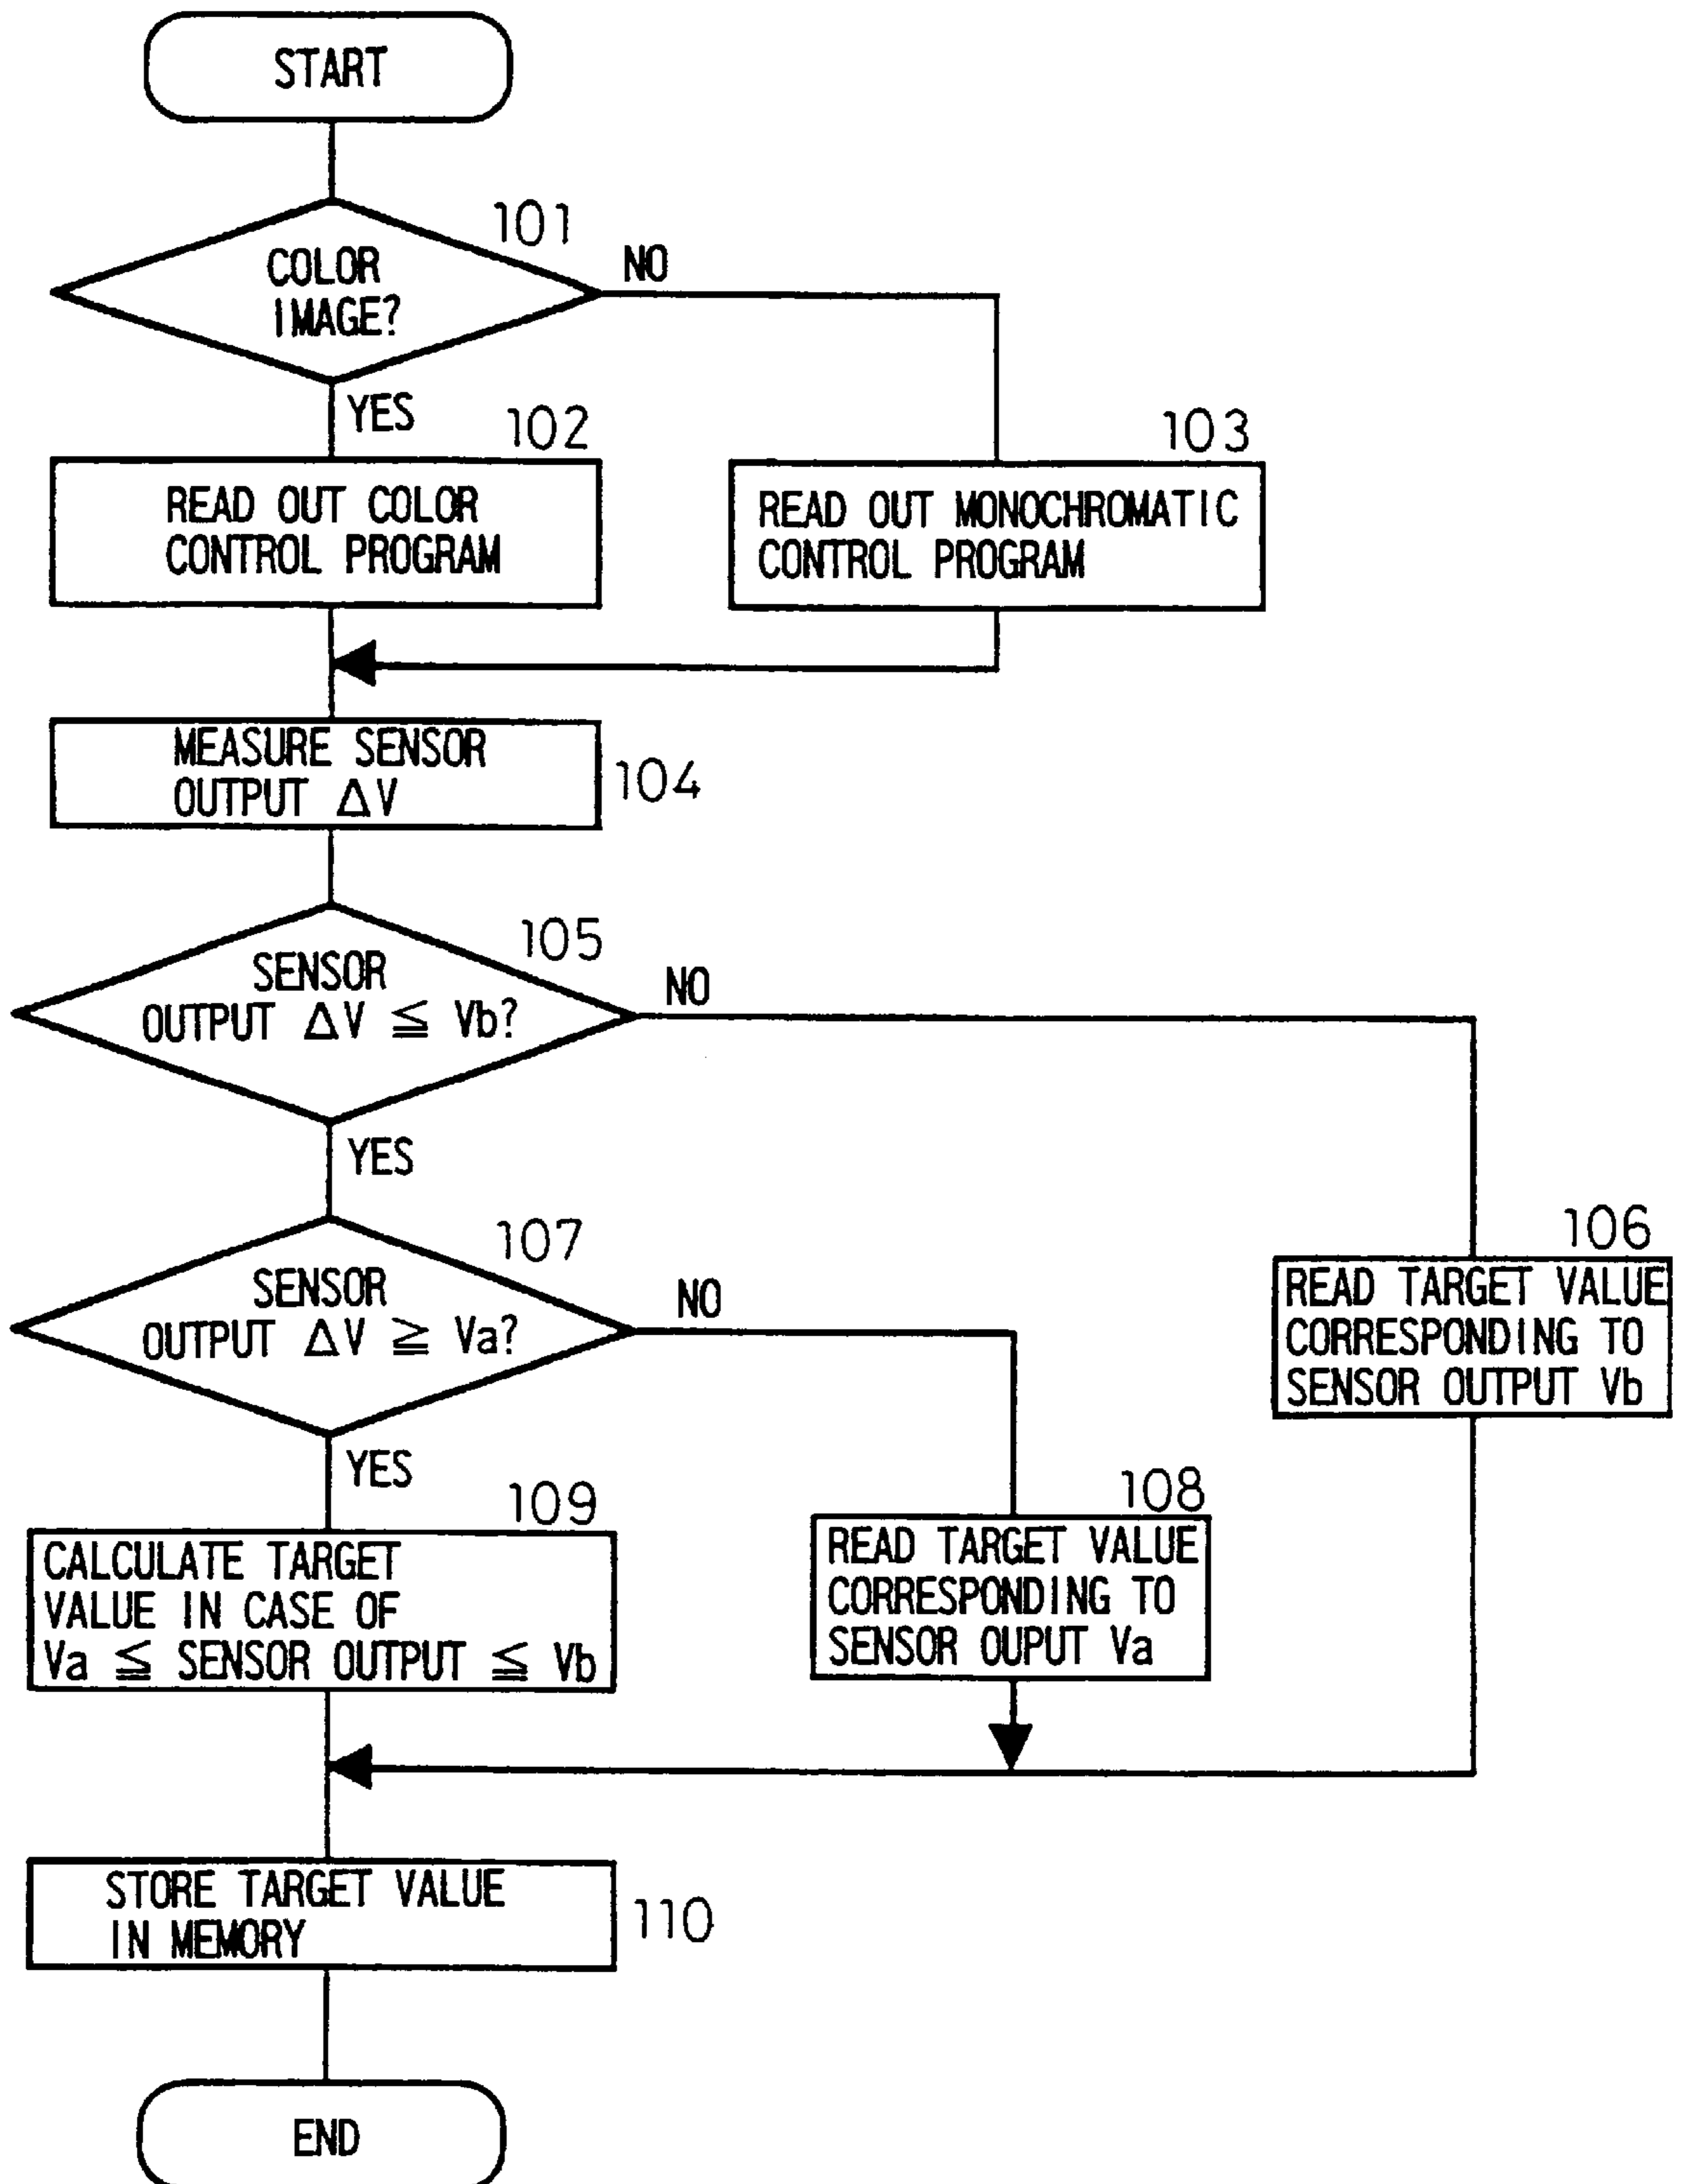 START
101
COLOR
IMAGE?
NO
YES
102
READ OUT COLOR
CONTROL PROGRAM
103
READ OUT MONOCHROMATIC
CONTROL PROGRAM
MEASURE SENSOR
OUTPUT ΔV
104
105
SENSOR
OUTPUT ΔV ≦ Vb?
NO
YES
106
READ TARGET VALUE
CORRESPONDING TO
SENSOR OUTPUT Vb
107
SENSOR
OUTPUT ΔV ≧ Va?
NO
YES
108
READ TARGET VALUE
CORRESPONDING TO
SENSOR OUPUT Va
109
CALCULATE TARGET
VALUE IN CASE OF
Va ≦ SENSOR OUTPUT ≦ Vb
STORE TARGET VALUE
IN MEMORY
110
END